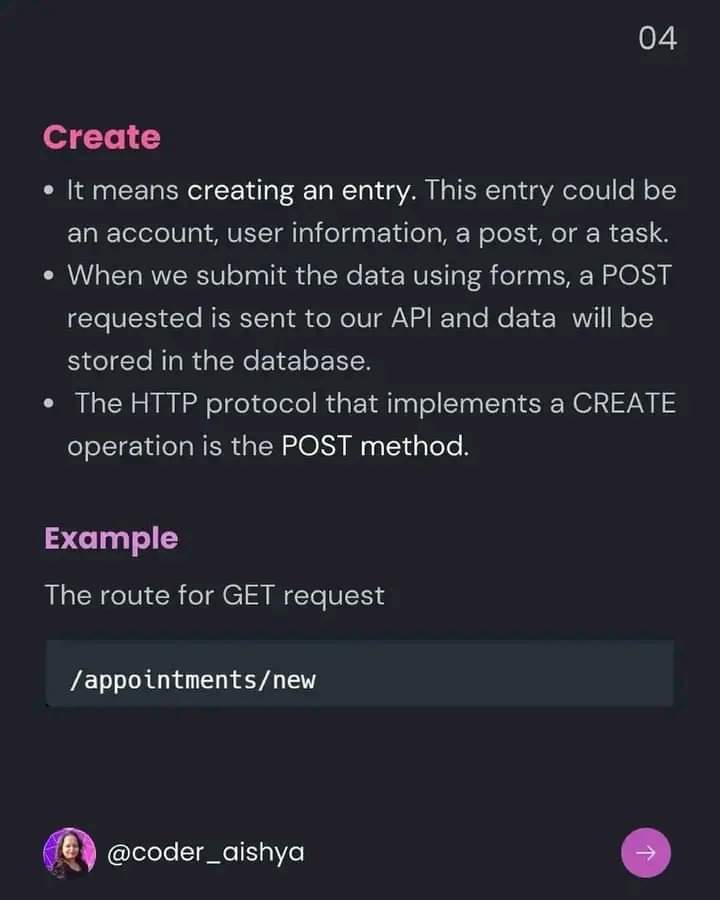 04
Create
• It means creating an entry. This entry could be
an account, user information, a post, or a task.
• When we submit the data using forms, a POST
requested is sent to our API and data  will be
stored in the database.
•  The HTTP protocol that implements a CREATE
operation is the POST method.
Example
The route for GET request
/appointments/new
@coder_aishya